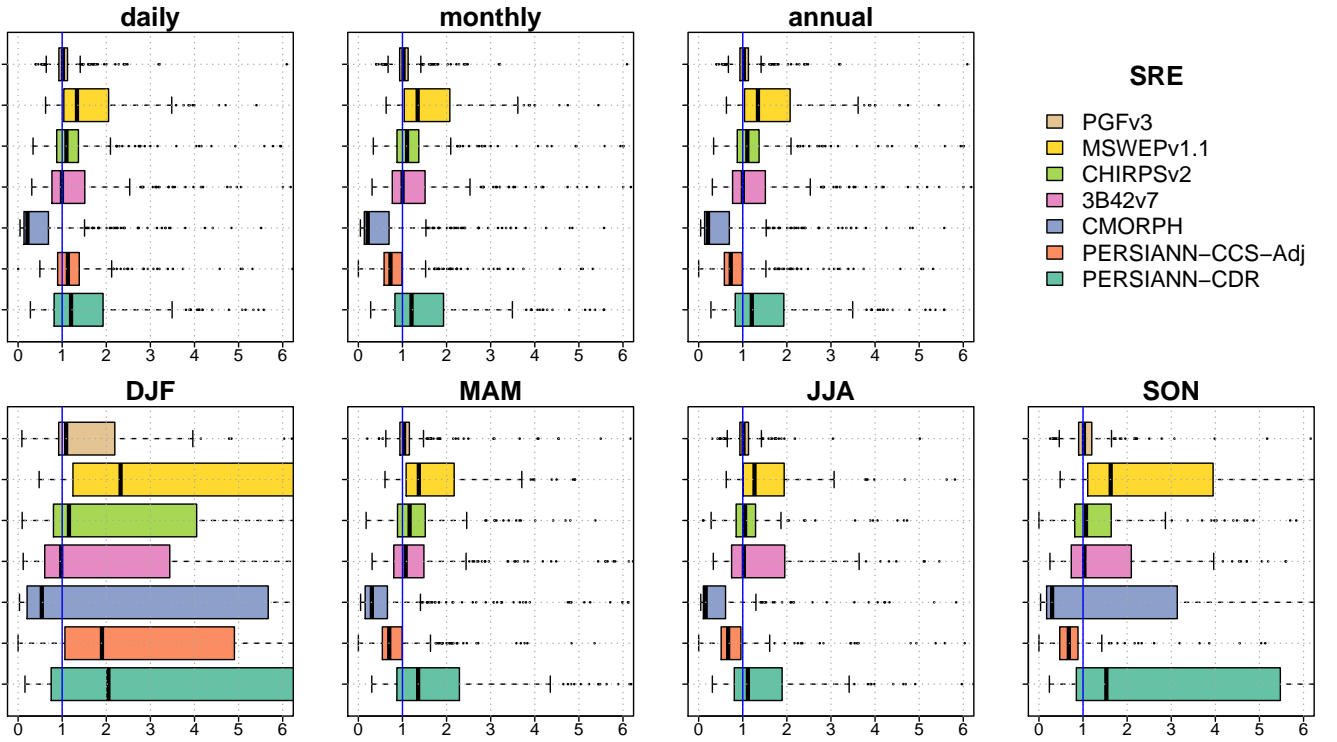 daily
monthly
annual
0 1 2 3 4 5 6
0 1 2 3 4 5 6
0 1 2 3 4 5 6
SRE
PGFv3
MSWEPv1.1
CHIRPSv2
3B42v7
CMORPH
PERSIANN−CCS−Adj
PERSIANN−CDR
DJF
MAM
JJA
SON
0 1 2 3 4 5 6
0 1 2 3 4 5 6
0 1 2 3 4 5 6
0 1 2 3 4 5 6